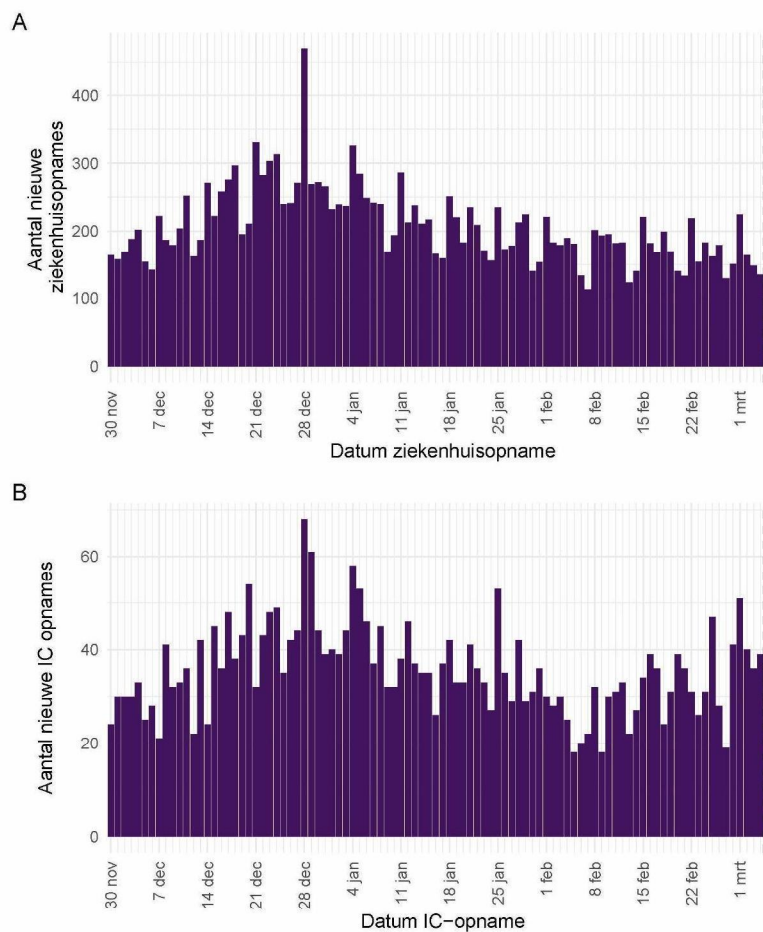 A
Aantal nieuwe
ziekenhuisopnames
400
300
200
100
0
30 nov
7 dec
14 dec
21 dec
28 dec
4 jan
11 jan
18 jan
25 jan
1 feb
8 feb
15 feb
22 feb
1 mrt
Datum ziekenhuisopname
B
Aantal nieuwe IC opnames
60
40
20
0
30 nov
7 dec
14 dec
21 dec
28 dec
4 jan
11 jan
18 jan
25 jan
1 feb
8 feb
15 feb
22 feb
1 mrt
Datum IC-opname